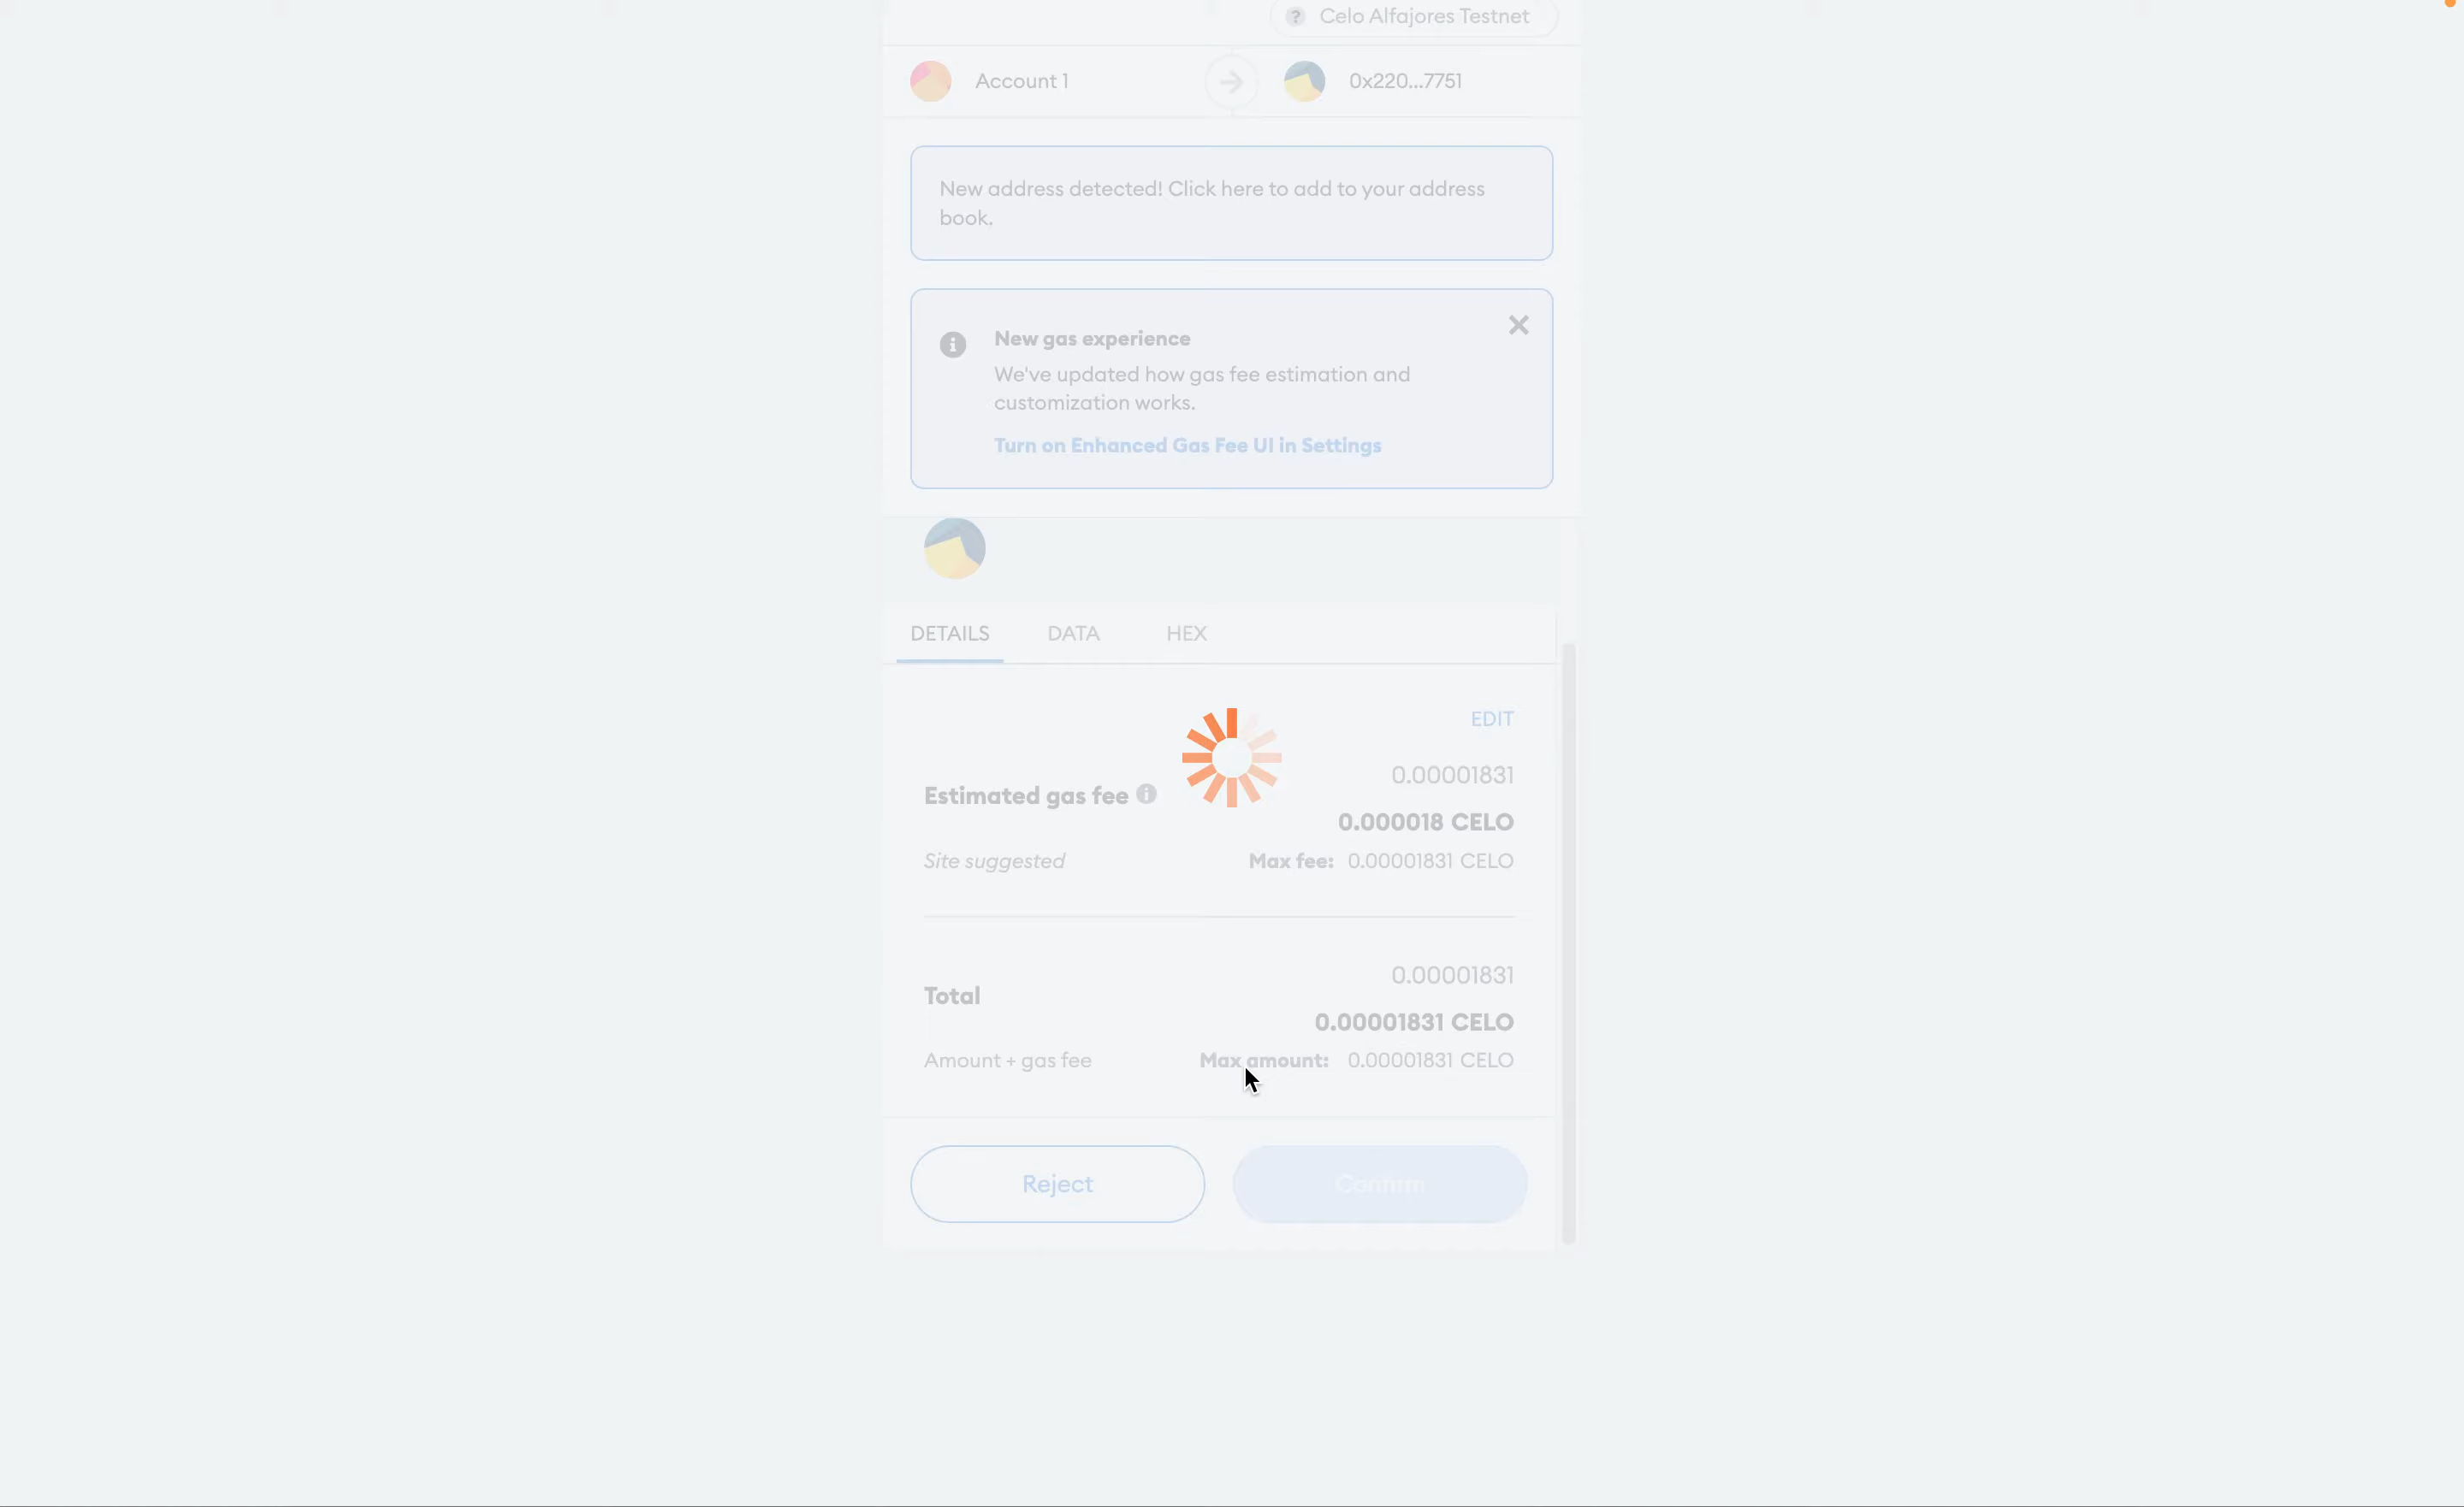 Celo Alfajores Testnet
Account 1
0x220...7751
New address detected! Click here to add to your address
book.
New gas experience
We've updated how gas fee estimation and
customization works.
Turn on Enhanced Gas Fee UI in Settings
DETAILS DATA HEX
EDIT
0.00001831
Estimated gas fee
0.000018 CELO
Site suggested Max fee: 0.00001831 CELO
0.00001831
Total
0.00001831 CELO
Amount + gas fee Max amount: 0.00001831 CELO
Reject Confirm